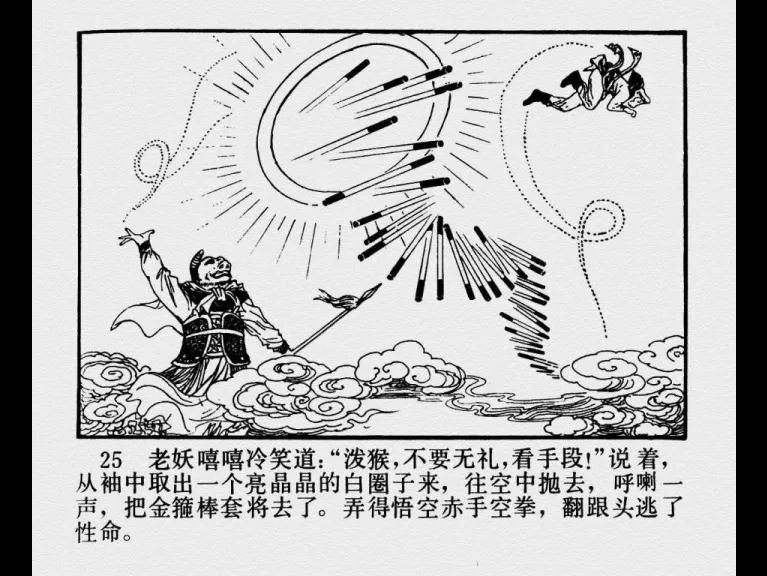 25 老妖嘻嘻冷笑道：“泼猴，不要无礼，看手段！”说着，
从袖中取出一个亮晶晶的白圈子来，往空中抛去，呼喇一
声，把金箍棒套将去了。弄得悟空赤手空拳，翻跟头逃了
性命。